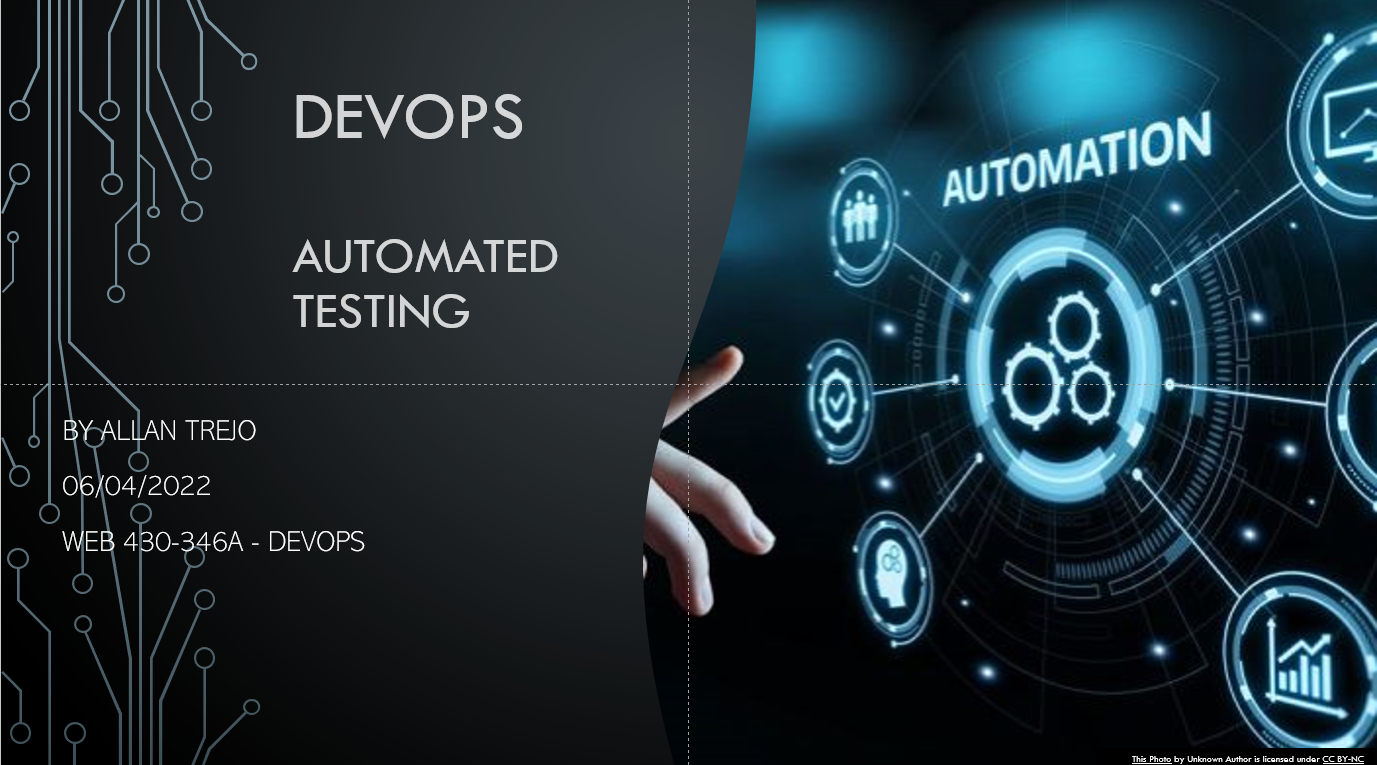 DEVOPS
AUTOMATED
TESTING
BY ALLAN TREJO
06/04/2022
WEB 430-346A - DEVOPS
AUTOMATION
This Photo by Unknown Author is licensed under CC BY-NC